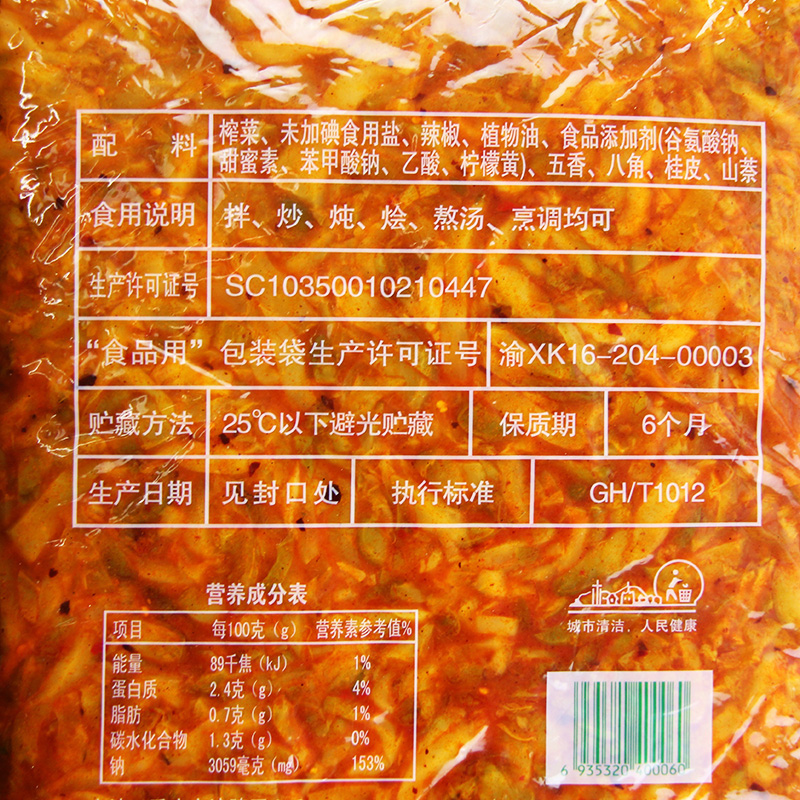 配 料 榨菜、未加碘食用盐、辣椒、植物油、食品添加剂(谷氨酸钠、
甜蜜素、苯甲酸钠、乙酸、柠檬黄)、五香、八角、桂皮、山萘
食用说明 拌、炒、炖、烩、熬汤、烹调均可
生产许可证号 SC10350010210447
“食品用”包装袋生产许可证号 渝XK16-204-00003
贮藏方法 25℃以下避光贮藏 保质期 6个月
生产日期 见封口处 执行标准 GH/T1012
营养成分表
项目 每100克(g) 营养素参考值%
能量 89千焦(kJ) 1%
蛋白质 2.4克(g) 4%
脂肪 0.7克(g) 1%
碳水化合物 1.3克(g) 0%
钠 3059毫克(mg) 153%
城市清洁,人民健康
6 935320 400060